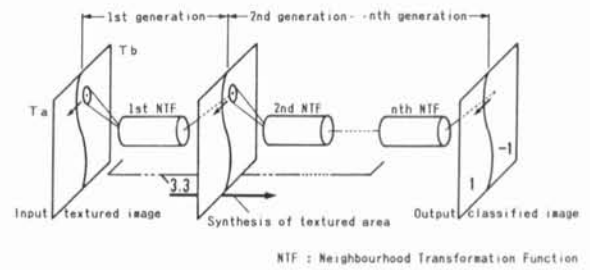 1st generation
2nd generation- -nth generation
Tb
Ta
1st NTF
2nd NTF
nth NTF
-1
1
3.3
Input textured image
Synthesis of textured area
Output classified image
NTF : Neighbourhood Transformation Function